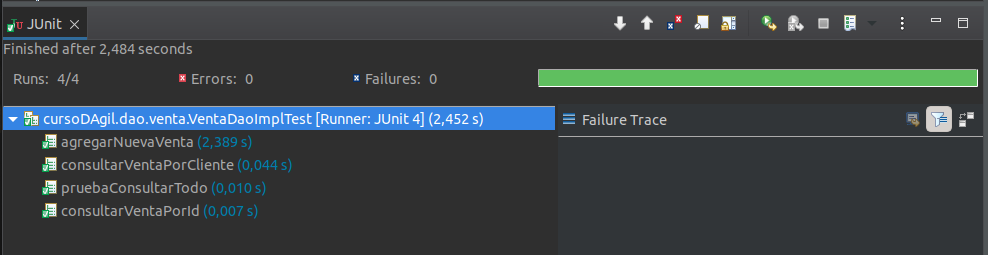 JUnit
Finished after 2,484 seconds
Runs: 4/4 Errors: 0 Failures: 0
cursoDAgil.dao.venta.VentaDaoImplTest [Runner: JUnit 4] (2,452 s)
Failure Trace
agregarNuevaVenta (2,389 s)
consultarVentaPorCliente (0,044 s)
pruebaConsultarTodo (0,010 s)
consultarVentaPorId (0,007 s)